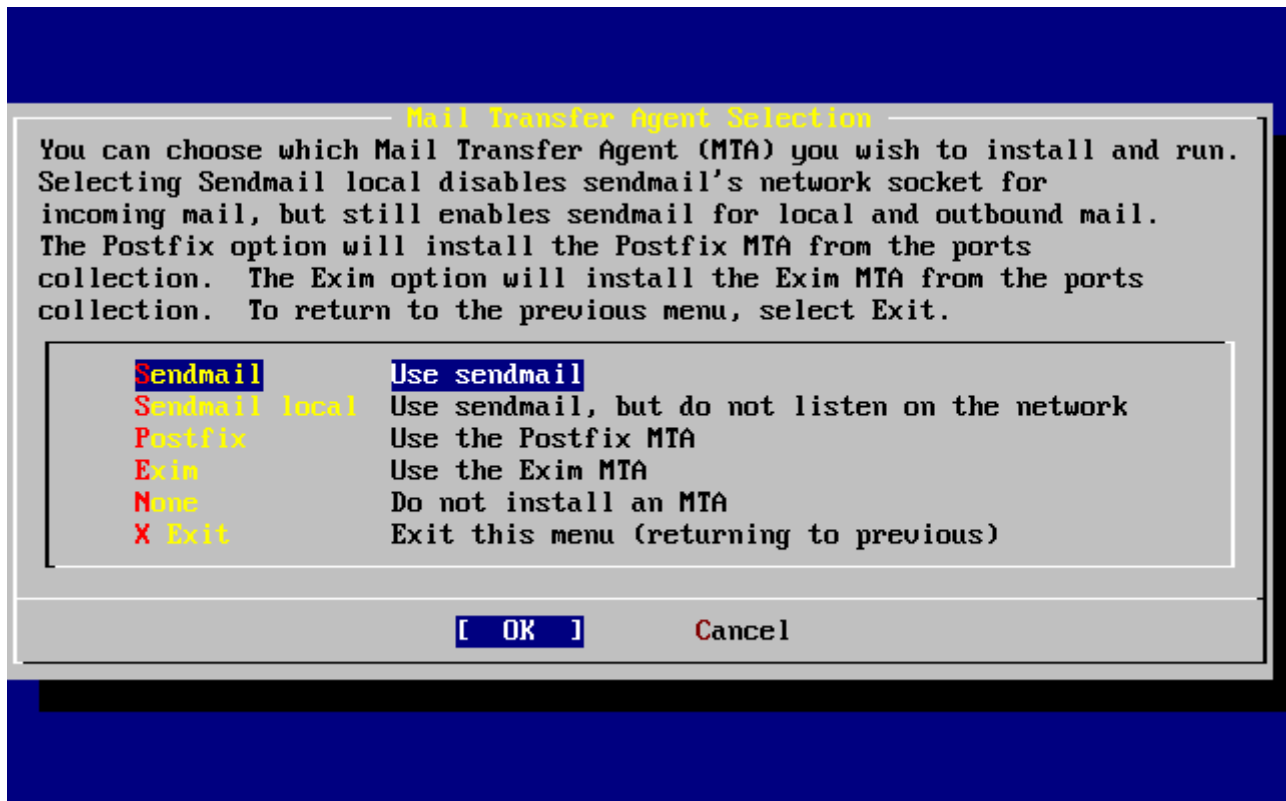 Mail Transfer Agent Selection
You can choose which Mail Transfer Agent (MTA) you wish to install and run.
Selecting Sendmail local disables sendmail's network socket for
incoming mail, but still enables sendmail for local and outbound mail.
The Postfix option will install the Postfix MTA from the ports
collection.  The Exim option will install the Exim MTA from the ports
collection.  To return to the previous menu, select Exit.
Sendmail Use sendmail
Sendmail local Use sendmail, but do not listen on the network
Postfix Use the Postfix MTA
Exim Use the Exim MTA
None Do not install an MTA
X Exit Exit this menu (returning to previous)
[ OK ] Cancel